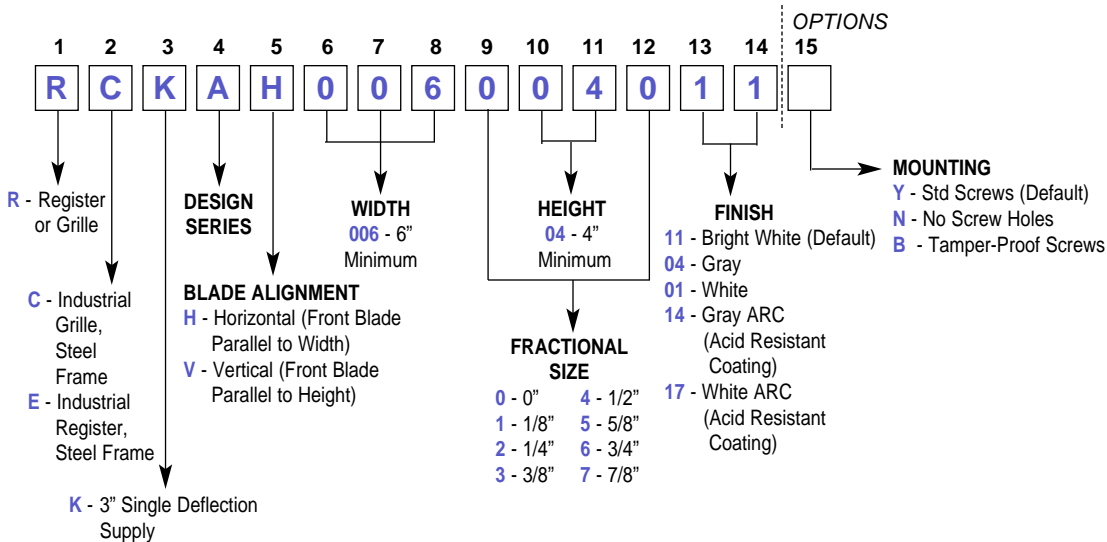 OPTIONS
1 2 3 4 5 6 7 8 9 10 11 12 13 14 15
R C K A H 0 0 6 0 0 4 0 1 1
R - Register
or Grille
C - Industrial
Grille,
Steel
Frame
E - Industrial
Register,
Steel Frame
K - 3” Single Deflection
Supply
DESIGN
SERIES
BLADE ALIGNMENT
H - Horizontal (Front Blade
Parallel to Width)
V - Vertical (Front Blade
Parallel to Height)
WIDTH
006 - 6”
Minimum
HEIGHT
04 - 4”
Minimum
FRACTIONAL
SIZE
0 - 0” 4 - 1/2”
1 - 1/8” 5 - 5/8”
2 - 1/4” 6 - 3/4”
3 - 3/8” 7 - 7/8”
FINISH
11 - Bright White (Default)
04 - Gray
01 - White
14 - Gray ARC
(Acid Resistant
Coating)
17 - White ARC
(Acid Resistant
Coating)
MOUNTING
Y - Std Screws (Default)
N - No Screw Holes
B - Tamper-Proof Screws